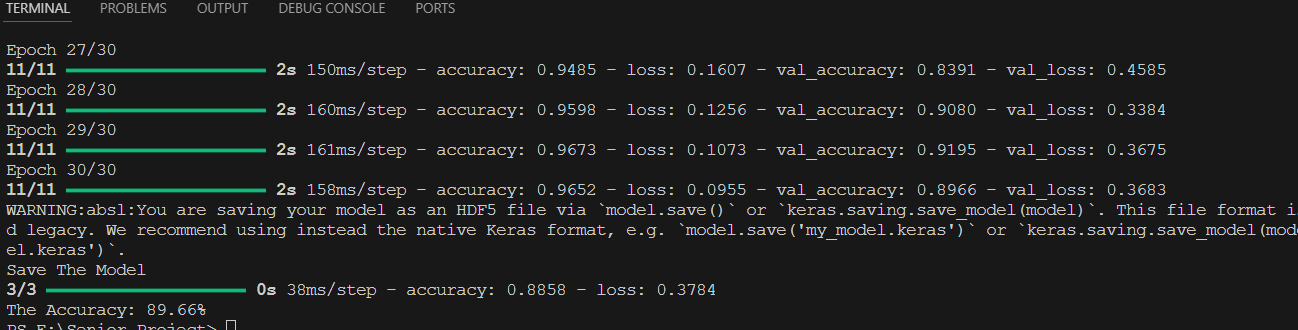 TERMINAL PROBLEMS OUTPUT DEBUG CONSOLE PORTS
Epoch 27/30
11/11 ━━━━━━━━━━━━━━━━━━━━ 2s 150ms/step - accuracy: 0.9485 - loss: 0.1607 - val_accuracy: 0.8391 - val_loss: 0.4585
Epoch 28/30
11/11 ━━━━━━━━━━━━━━━━━━━━ 2s 160ms/step - accuracy: 0.9598 - loss: 0.1256 - val_accuracy: 0.9080 - val_loss: 0.3384
Epoch 29/30
11/11 ━━━━━━━━━━━━━━━━━━━━ 2s 161ms/step - accuracy: 0.9673 - loss: 0.1073 - val_accuracy: 0.9195 - val_loss: 0.3675
Epoch 30/30
11/11 ━━━━━━━━━━━━━━━━━━━━ 2s 158ms/step - accuracy: 0.9652 - loss: 0.0955 - val_accuracy: 0.8966 - val_loss: 0.3683
WARNING:absl:You are saving your model as an HDF5 file via `model.save()` or `keras.saving.save_model(model)`. This file format i
d legacy. We recommend using instead the native Keras format, e.g. `model.save('my_model.keras')` or `keras.saving.save_model(mod
el.keras')`.
Save The Model
3/3 ━━━━━━━━━━━━━━━━━━━━ 0s 38ms/step - accuracy: 0.8858 - loss: 0.3784
The Accuracy: 89.66%
PS E:\Senior Project>